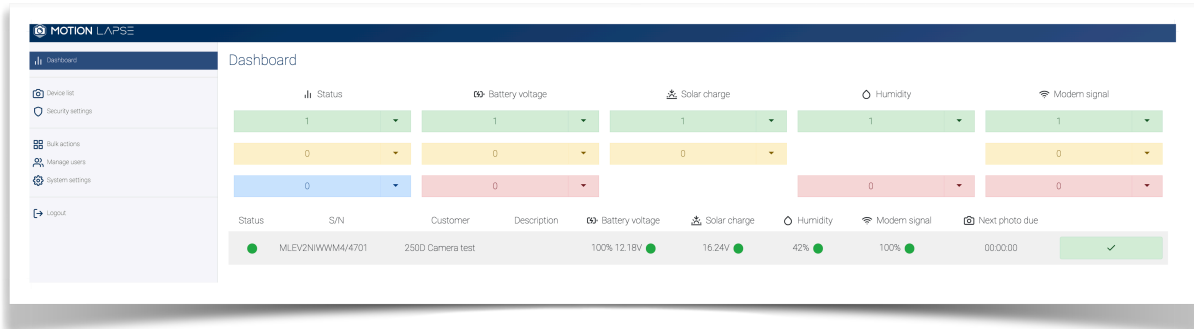 MOTION LAPSE
Dashboard
Device list
Security settings
Bulk actions
Manage users
System settings
Logout
Dashboard
Status Battery voltage Solar charge Humidity Modem signal
1 1 1 1 1
0 0 0 0
0 0 0 0
Status S/N Customer Description Battery voltage Solar charge Humidity Modem signal Next photo due
MLEV2NIWWM4/4701 250D Camera test 100% 12.18V 16.24V 42% 100% 00:00:00